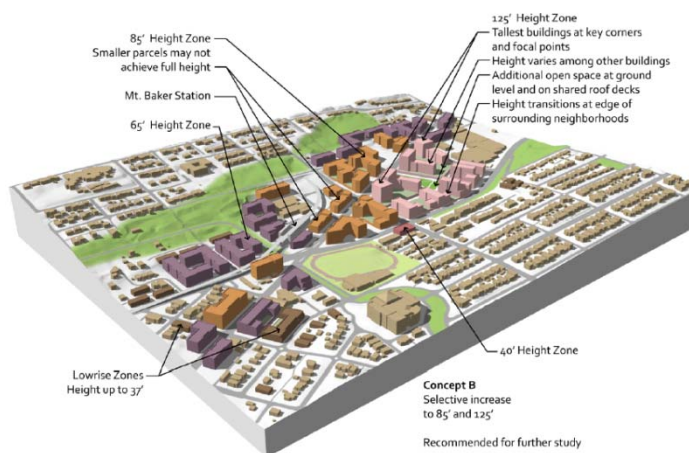 85' Height Zone
Smaller parcels may not
achieve full height
Mt. Baker Station
65' Height Zone
125' Height Zone
Tallest buildings at key corners
and focal points
Height varies among other buildings
Additional open space at ground
level and on shared roof decks
Height transitions at edge of
surrounding neighborhoods
Lowrise Zones
Height up to 37'
40' Height Zone
Concept B
Selective increase
to 85' and 125'
Recommended for further study